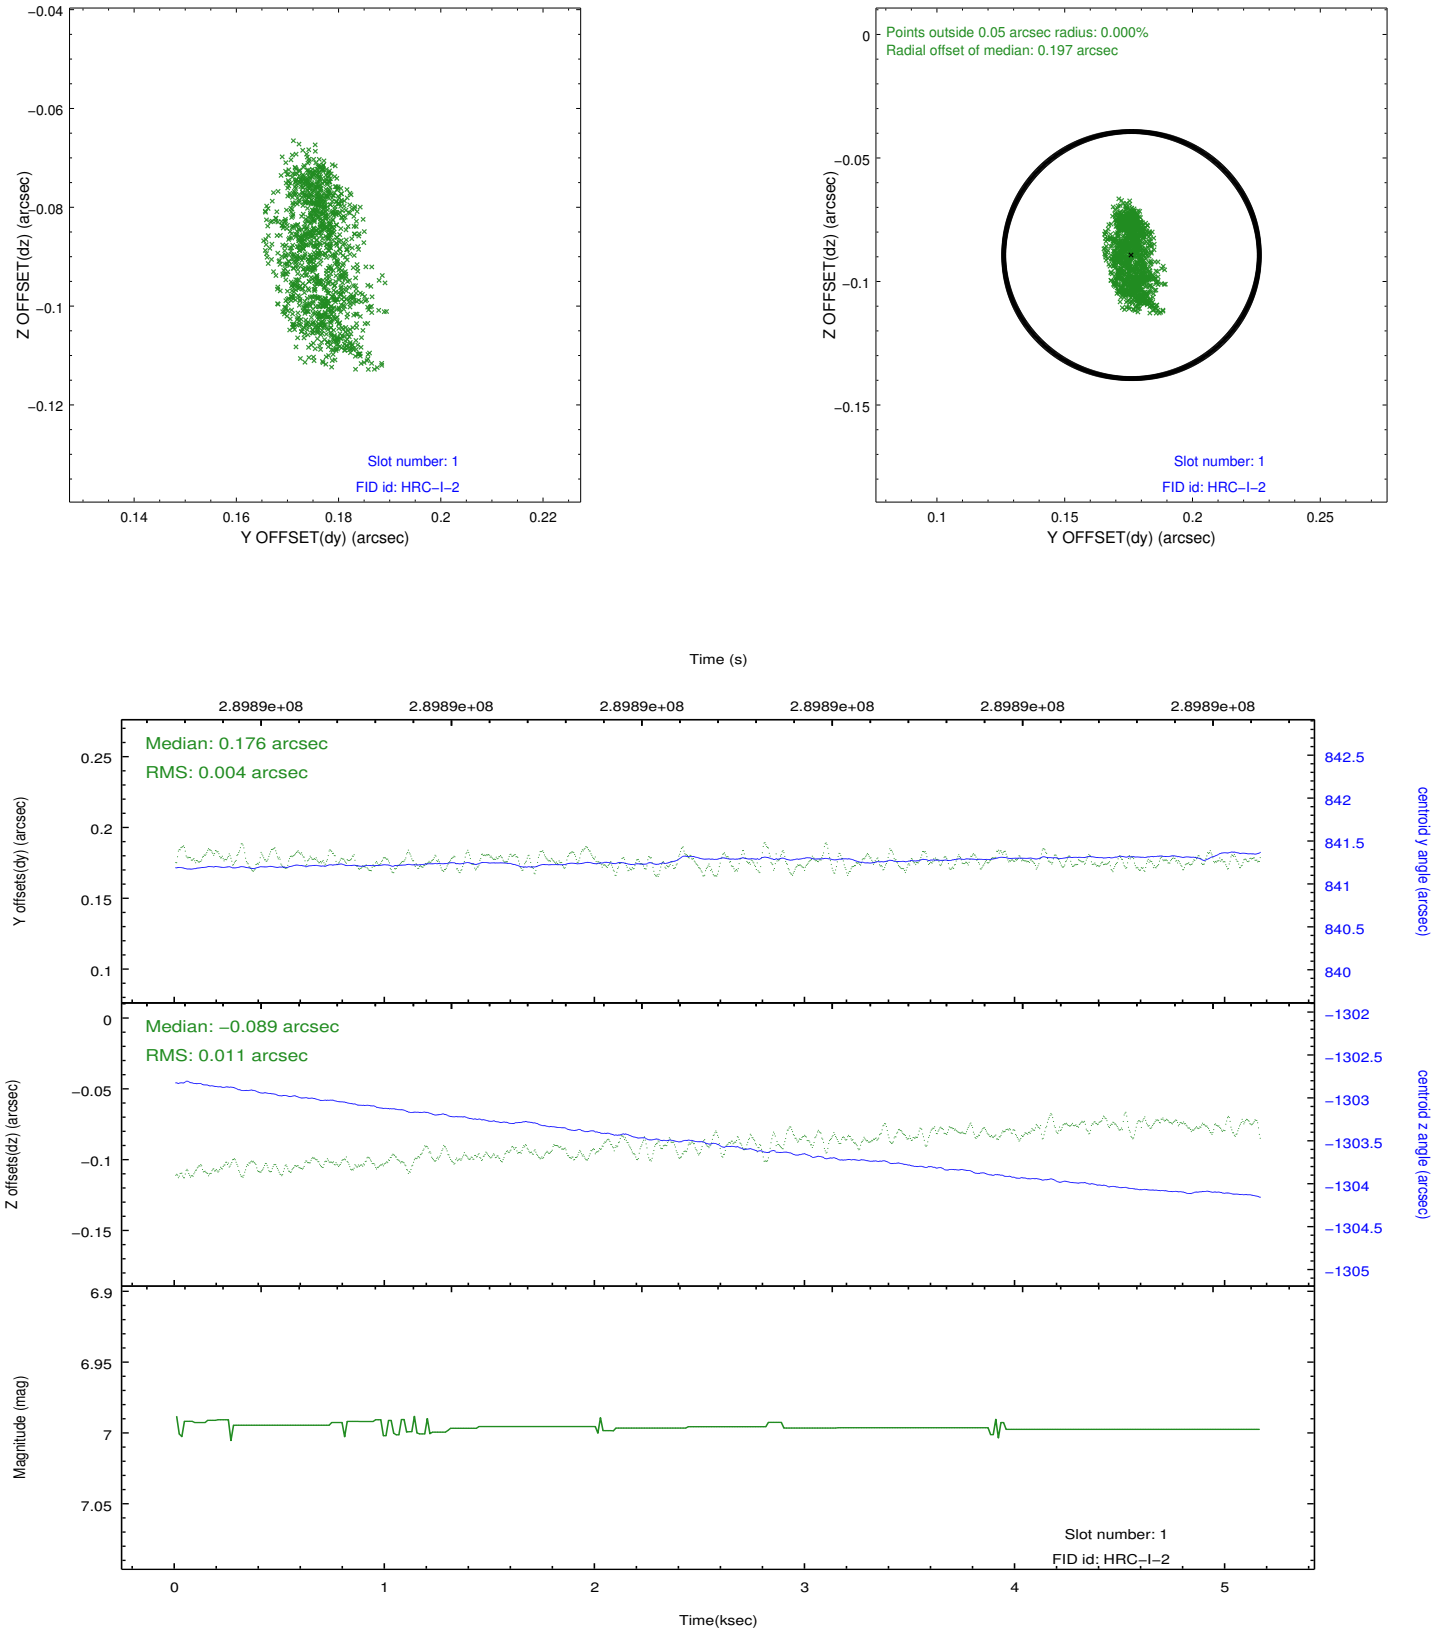 −0.04
−0.06
−0.08
−0.1
−0.12
Z OFFSET(dz) (arcsec)
Slot number: 1
FID id: HRC−I−2
0.14 0.16 0.18 0.2 0.22
Y OFFSET(dy) (arcsec)
Points outside 0.05 arcsec radius: 0.000%
Radial offset of median: 0.197 arcsec
0
−0.05
−0.1
−0.15
Z OFFSET(dz) (arcsec)
Slot number: 1
FID id: HRC−I−2
0.1 0.15 0.2 0.25
Y OFFSET(dy) (arcsec)
Time (s)
2.8989e+08 2.8989e+08 2.8989e+08 2.8989e+08 2.8989e+08 2.8989e+08
Median: 0.176 arcsec
RMS: 0.004 arcsec
0.25
0.2
0.15
0.1
Y offsets(dy) (arcsec)
842.5
842
841.5
841
840.5
840
centroid y angle (arcsec)
Median: −0.089 arcsec
RMS: 0.011 arcsec
0
−0.05
−0.1
−0.15
Z offsets(dz) (arcsec)
−1302
−1302.5
−1303
−1303.5
−1304
−1304.5
−1305
centroid z angle (arcsec)
6.9
6.95
7
7.05
Magnitude (mag)
Slot number: 1
FID id: HRC−I−2
0 1 2 3 4 5
Time(ksec)